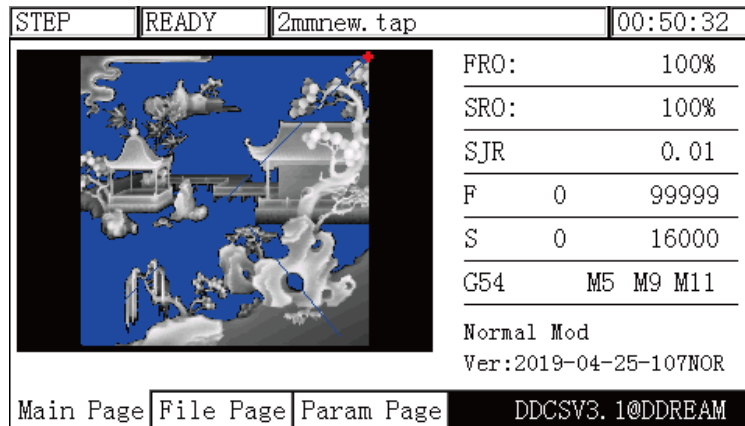 STEP READY 2mmnew.tap 00:50:32
FRO: 100%
SRO: 100%
SJR 0.01
F 0 99999
S 0 16000
G54 M5 M9 M11
Normal Mod
Ver:2019-04-25-107NOR
Main Page File Page Param Page DDCSV3.1@DDREAM